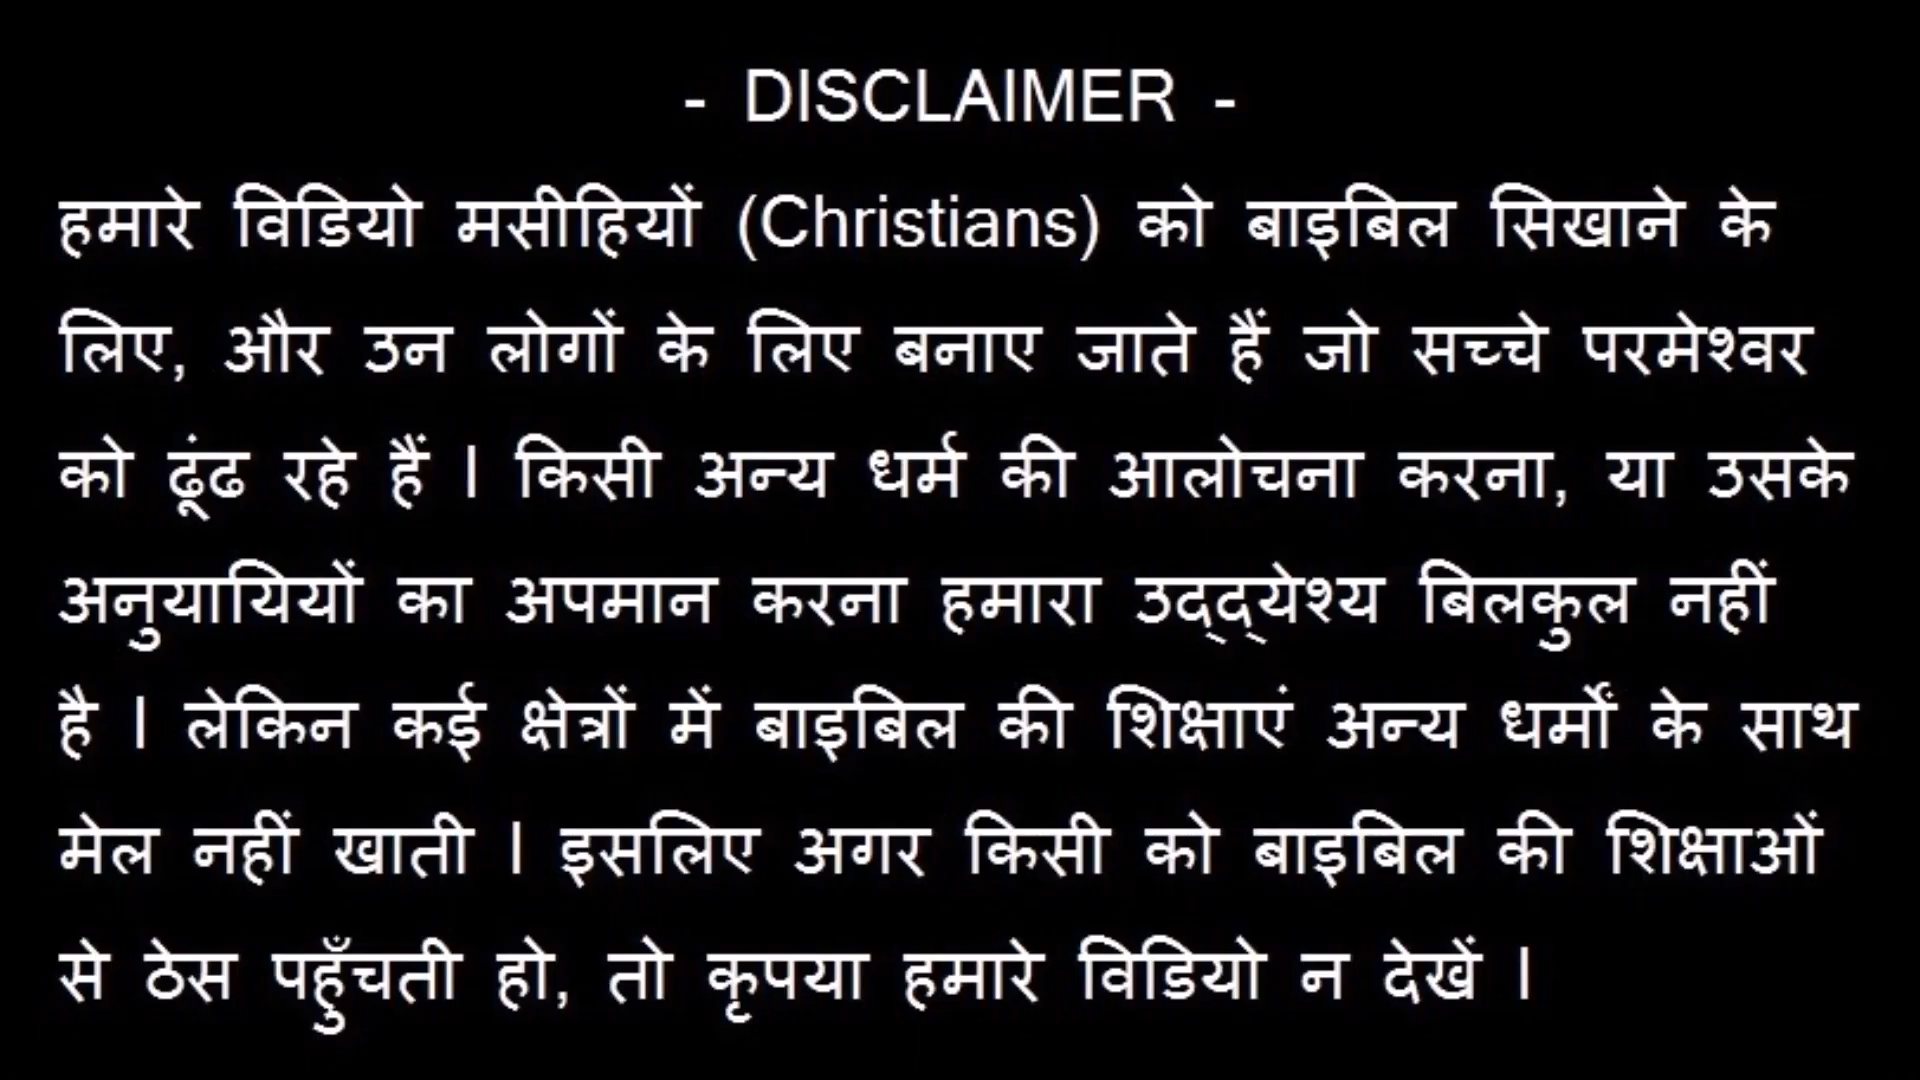 - DISCLAIMER -
हमारे विडियो मसीहियों (Christians) को बाइबिल सिखाने के
लिए, और उन लोगों के लिए बनाए जाते हैं जो सच्चे परमेश्वर
को ढूंढ रहे हैं । किसी अन्य धर्म की आलोचना करना, या उसके
अनुयायियों का अपमान करना हमारा उद्द्येश्य बिलकुल नहीं
है । लेकिन कई क्षेत्रों में बाइबिल की शिक्षाएं अन्य धर्मों के साथ
मेल नहीं खाती । इसलिए अगर किसी को बाइबिल की शिक्षाओं
से ठेस पहुँचती हो, तो कृपया हमारे विडियो न देखें ।